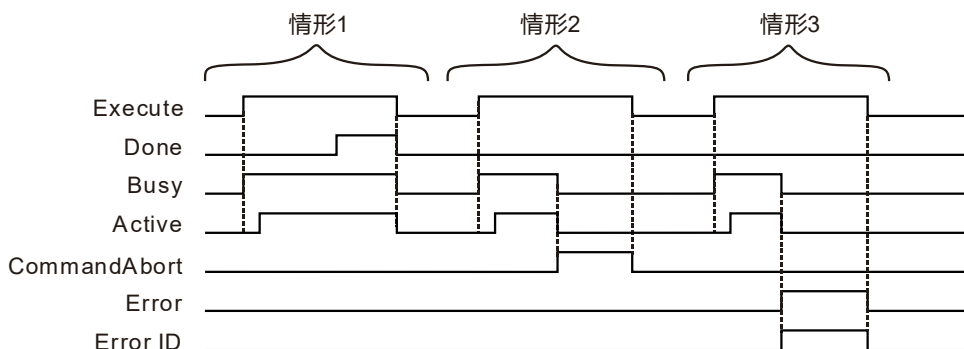 情形1 情形2 情形3
Execute
Done
Busy
Active
CommandAbort
Error
Error ID